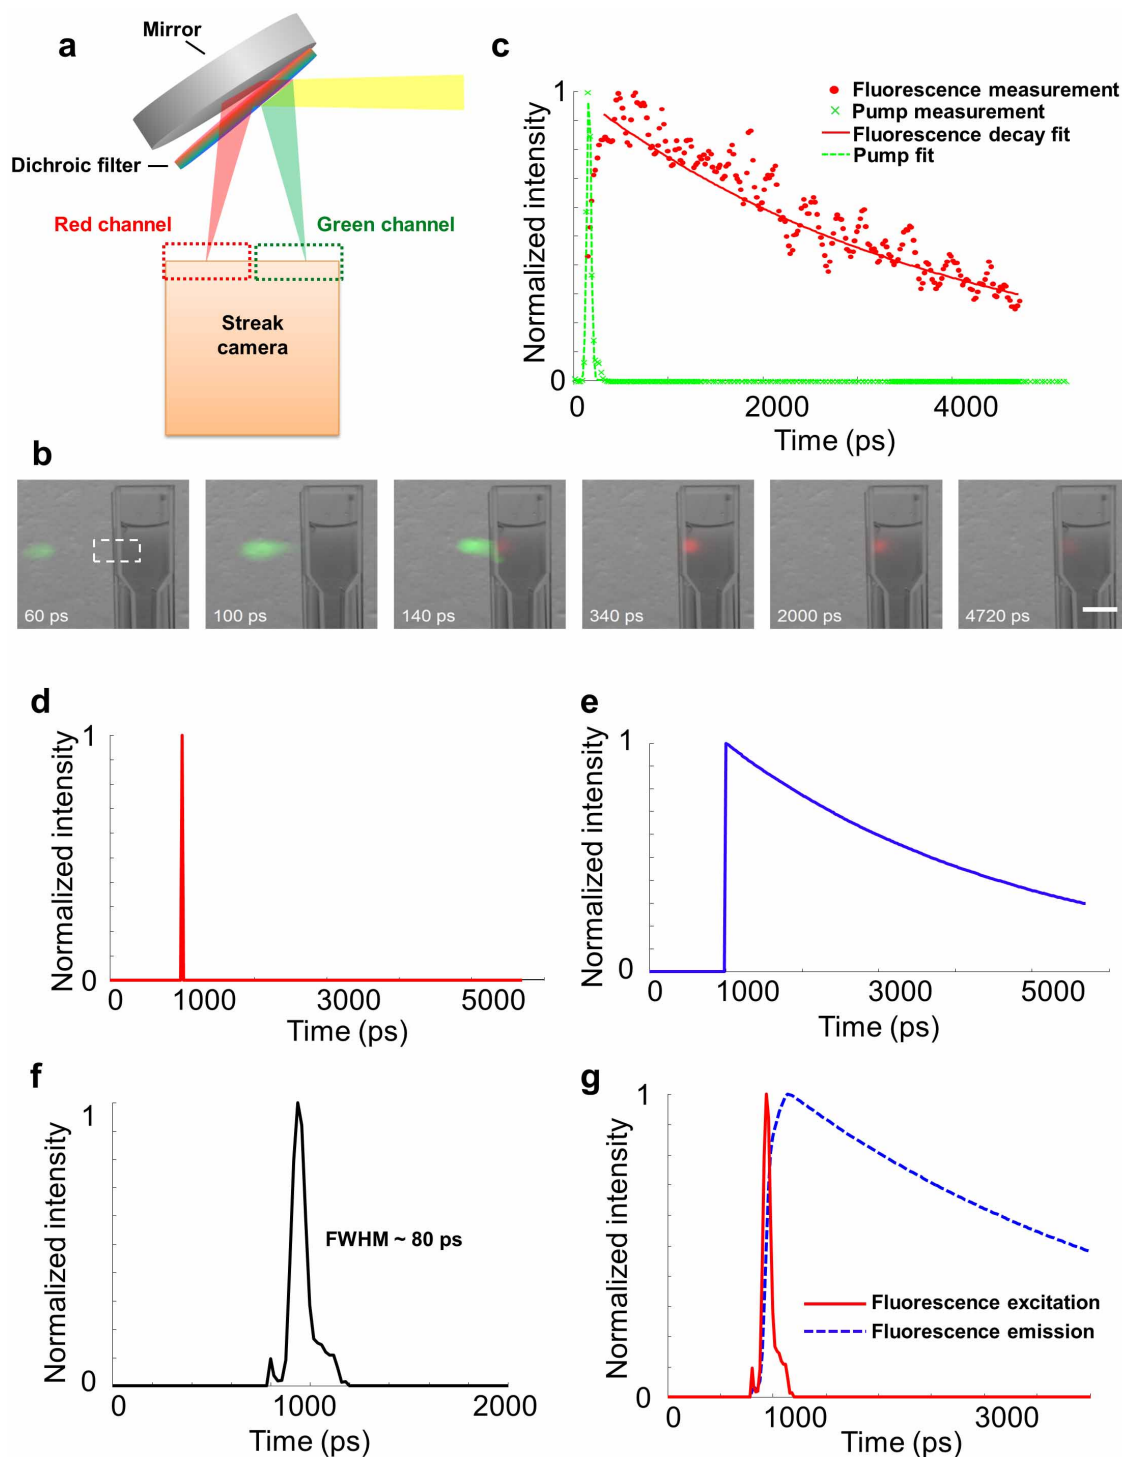 a
Mirror
Dichroic filter
Red channel
Green channel
Streak
camera
c
Normalized intensity
1
0
Fluorescence measurement
Pump measurement
Fluorescence decay fit
Pump fit
0 2000 4000
Time (ps)
b
60 ps
100 ps
140 ps
340 ps
2000 ps
4720 ps
d
Normalized intensity
1
0
0 1000 3000 5000
Time (ps)
e
Normalized intensity
1
0
0 1000 3000 5000
Time (ps)
f
Normalized intensity
1
0
FWHM ~ 80 ps
0 1000 2000
Time (ps)
g
Normalized intensity
1
0
Fluorescence excitation
Fluorescence emission
0 1000 3000
Time (ps)